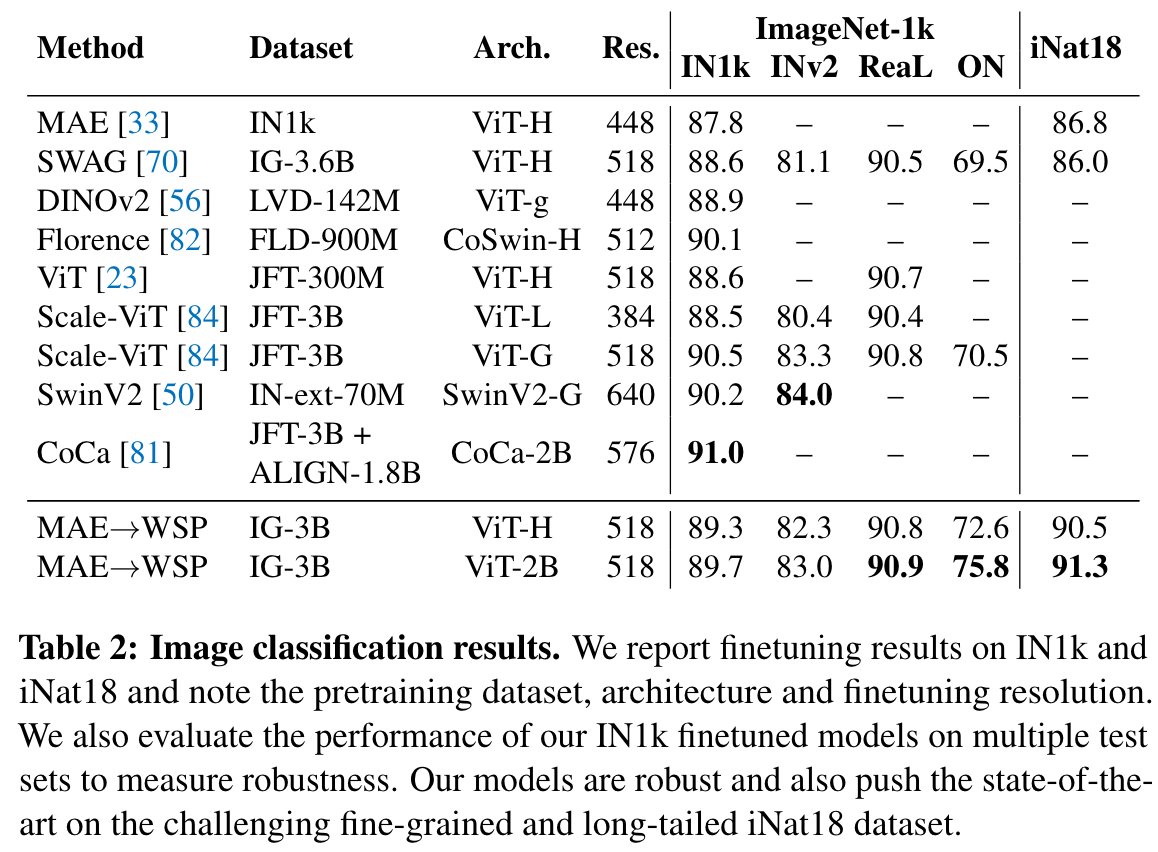 Method Dataset Arch. Res. ImageNet-1k iNat18
IN1k INv2 ReaL ON
MAE [33] IN1k ViT-H 448 87.8 – – – 86.8
SWAG [70] IG-3.6B ViT-H 518 88.6 81.1 90.5 69.5 86.0
DINOv2 [56] LVD-142M ViT-g 448 88.9 – – – –
Florence [82] FLD-900M CoSwin-H 512 90.1 – – – –
ViT [23] JFT-300M ViT-H 518 88.6 – 90.7 – –
Scale-ViT [84] JFT-3B ViT-L 384 88.5 80.4 90.4 – –
Scale-ViT [84] JFT-3B ViT-G 518 90.5 83.3 90.8 70.5 –
SwinV2 [50] IN-ext-70M SwinV2-G 640 90.2 84.0 – – –
CoCa [81] JFT-3B + ALIGN-1.8B CoCa-2B 576 91.0 – – – –
MAE→WSP IG-3B ViT-H 518 89.3 82.3 90.8 72.6 90.5
MAE→WSP IG-3B ViT-2B 518 89.7 83.0 90.9 75.8 91.3
Table 2: Image classification results. We report finetuning results on IN1k and
iNat18 and note the pretraining dataset, architecture and finetuning resolution.
We also evaluate the performance of our IN1k finetuned models on multiple test
sets to measure robustness. Our models are robust and also push the state-of-the-
art on the challenging fine-grained and long-tailed iNat18 dataset.